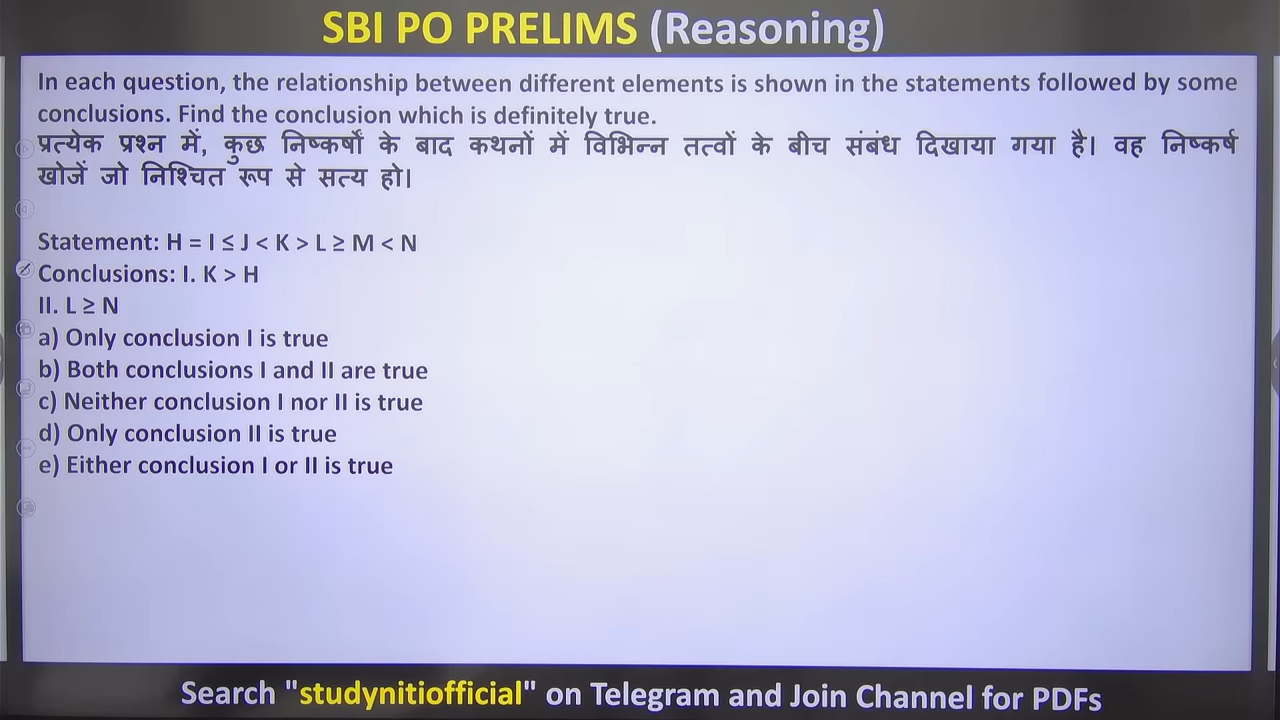 SBI PO PRELIMS (Reasoning)
In each question, the relationship between different elements is shown in the statements followed by some
conclusions. Find the conclusion which is definitely true.
प्रत्येक प्रश्न में, कुछ निष्कर्षों के बाद कथनों में विभिन्न तत्वों के बीच संबंध दिखाया गया है। वह निष्कर्ष
खोजें जो निश्चित रूप से सत्य हो।
Statement: H = I ≤ J < K > L ≥ M < N
Conclusions: I. K > H
II. L ≥ N
a) Only conclusion I is true
b) Both conclusions I and II are true
c) Neither conclusion I nor II is true
d) Only conclusion II is true
e) Either conclusion I or II is true
Search "studynitiofficial" on Telegram and Join Channel for PDFs